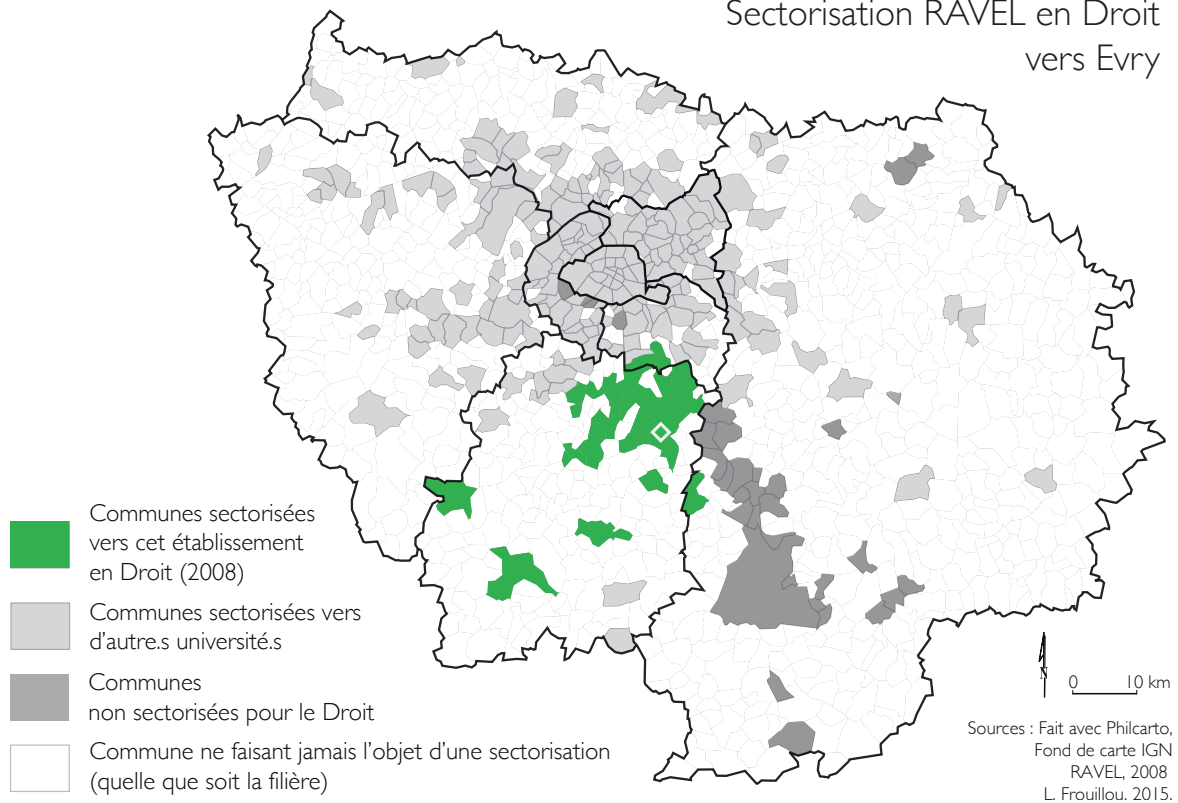 Sectorisation RAVEL en Droit
vers Evry
Communes sectorisées
vers cet établissement
en Droit (2008)
Communes sectorisées vers
d'autre.s université.s
Communes
non sectorisées pour le Droit
Commune ne faisant jamais l'objet d'une sectorisation
(quelle que soit la filière)
N
0 10 km
Sources : Fait avec Philcarto,
Fond de carte IGN
RAVEL, 2008
L. Frouillou, 2015.